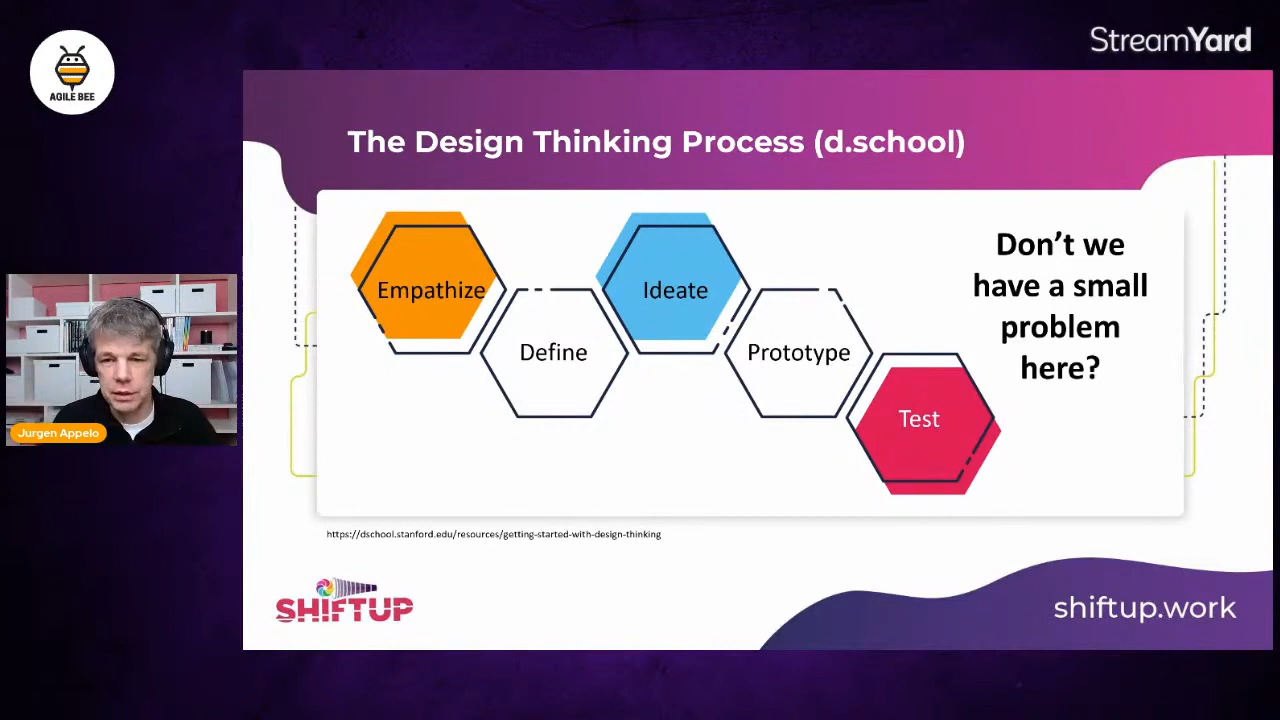 AGILE BEE
StreamYard
The Design Thinking Process (d.school)
Empathize
Define
Ideate
Prototype
Test
Don't we
have a small
problem
here?
Jurgen Appelo
https://dschool.stanford.edu/resources/getting-started-with-design-thinking
SHIFTUP
shiftup.work